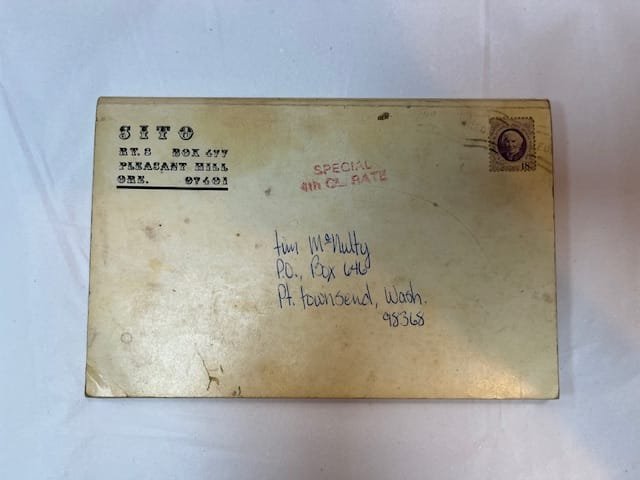 SITO
RT. 8 BOX 477
PLEASANT HILL
ORE. 97401
SPECIAL
4th CL. RATE
18c
tim McNulty
P.O., Box 646
Pt. townsend, Wash.
98368